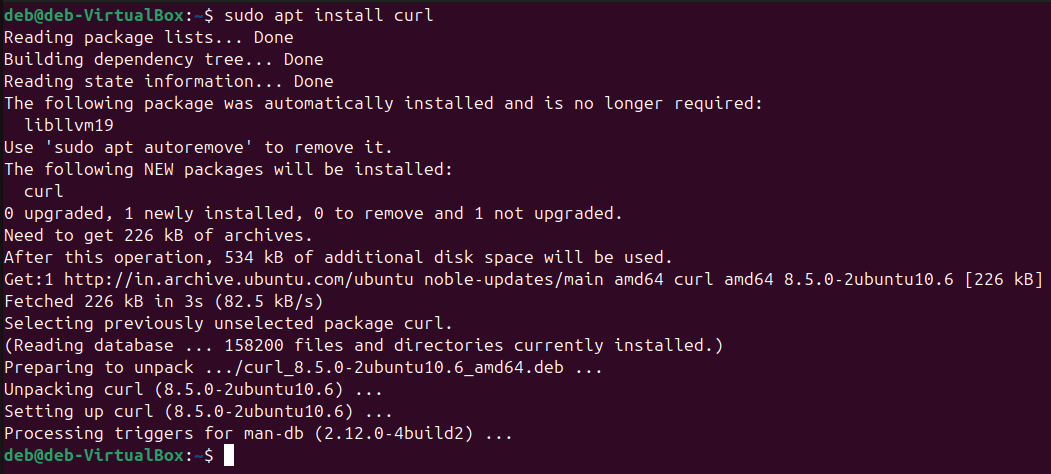 deb@deb-VirtualBox:~$ sudo apt install curl
Reading package lists... Done
Building dependency tree... Done
Reading state information... Done
The following package was automatically installed and is no longer required:
  libllvm19
Use 'sudo apt autoremove' to remove it.
The following NEW packages will be installed:
  curl
0 upgraded, 1 newly installed, 0 to remove and 1 not upgraded.
Need to get 226 kB of archives.
After this operation, 534 kB of additional disk space will be used.
Get:1 http://in.archive.ubuntu.com/ubuntu noble-updates/main amd64 curl amd64 8.5.0-2ubuntu10.6 [226 kB]
Fetched 226 kB in 3s (82.5 kB/s)
Selecting previously unselected package curl.
(Reading database ... 158200 files and directories currently installed.)
Preparing to unpack .../curl_8.5.0-2ubuntu10.6_amd64.deb ...
Unpacking curl (8.5.0-2ubuntu10.6) ...
Setting up curl (8.5.0-2ubuntu10.6) ...
Processing triggers for man-db (2.12.0-4build2) ...
deb@deb-VirtualBox:~$